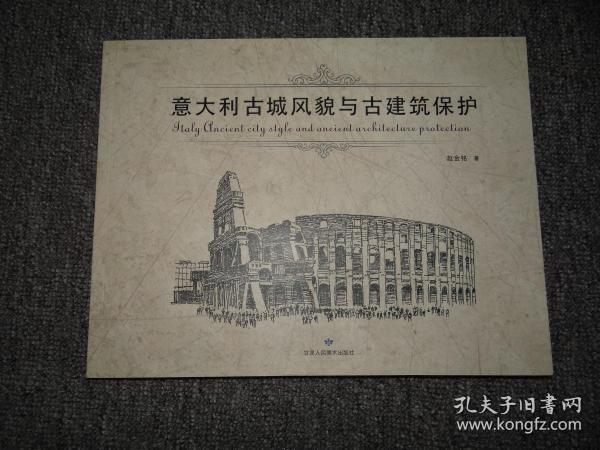 意大利古城风貌与古建筑保护
Italy Ancient city style and ancient architecture protection
赵会铭 著
甘肃人民美术出版社
孔夫子旧書网
www.kongfz.com